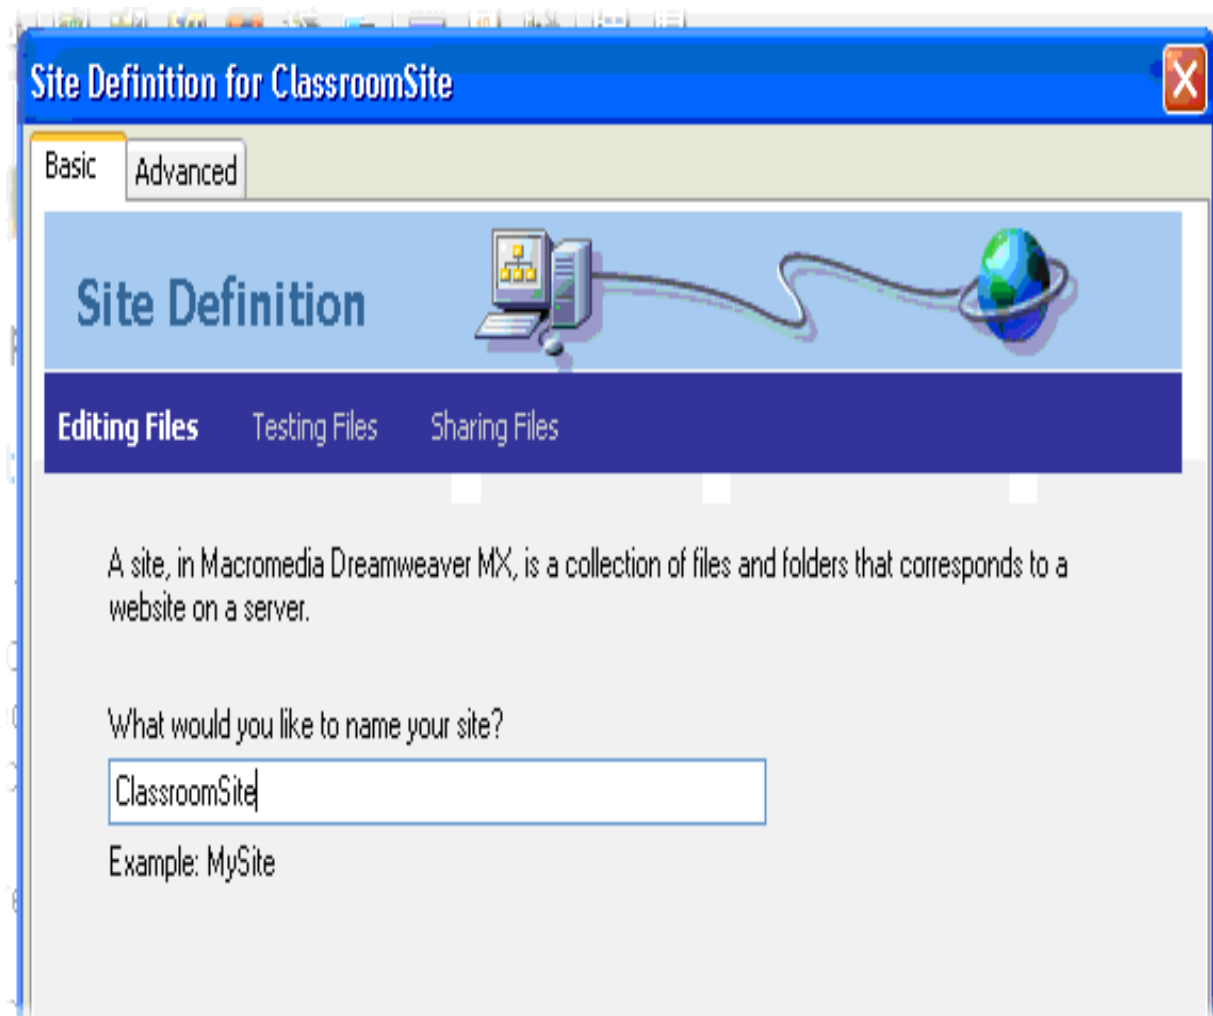 Site Definition for ClassroomSite
Basic
Advanced
Site Definition
Editing Files Testing Files Sharing Files
A site, in Macromedia Dreamweaver MX, is a collection of files and folders that corresponds to a
website on a server.
What would you like to name your site?
ClassroomSite
Example: MySite